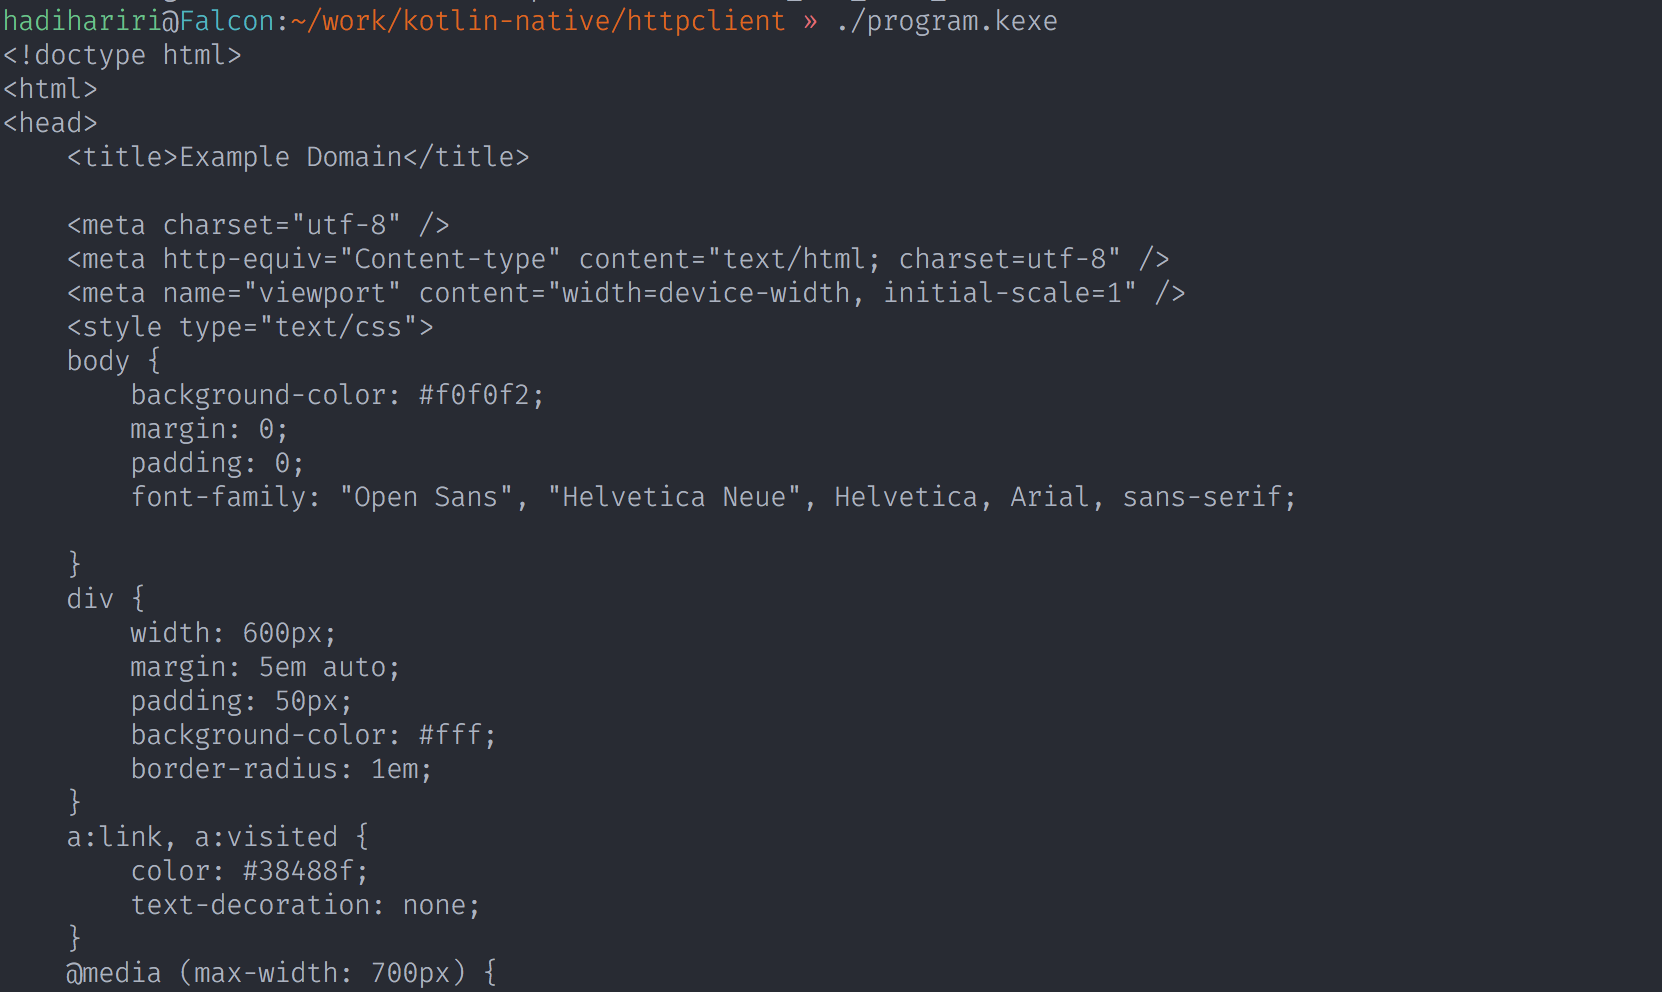 hadihariri@Falcon:~/work/kotlin-native/httpclient » ./program.kexe
<!doctype html>
<html>
<head>
    <title>Example Domain</title>

    <meta charset="utf-8" />
    <meta http-equiv="Content-type" content="text/html; charset=utf-8" />
    <meta name="viewport" content="width=device-width, initial-scale=1" />
    <style type="text/css">
    body {
        background-color: #f0f0f2;
        margin: 0;
        padding: 0;
        font-family: "Open Sans", "Helvetica Neue", Helvetica, Arial, sans-serif;

    }
    div {
        width: 600px;
        margin: 5em auto;
        padding: 50px;
        background-color: #fff;
        border-radius: 1em;
    }
    a:link, a:visited {
        color: #38488f;
        text-decoration: none;
    }
    @media (max-width: 700px) {